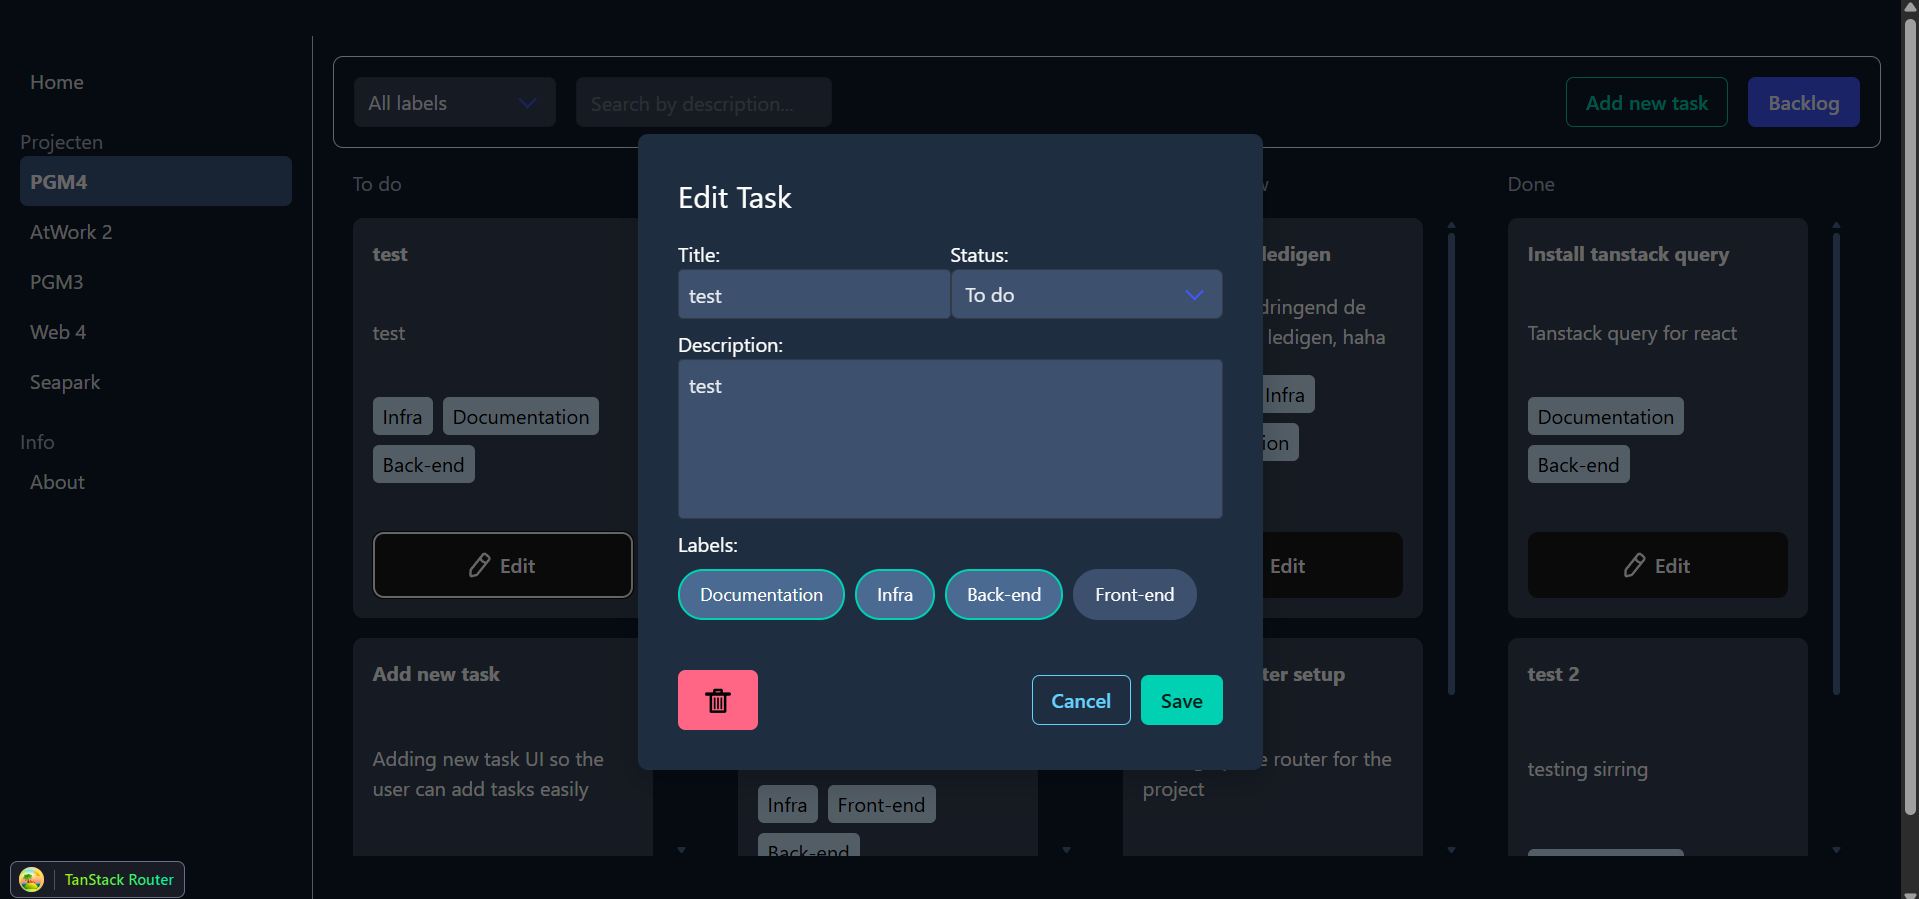 Home
Projecten
PGM4
AtWork 2
PGM3
Web 4
Seapark
Info
About
TanStack Router
All labels
Search by description...
Add new task
Backlog
To do
test
test
Infra
Documentation
Back-end
Edit
Add new task
Adding new task UI so the
user can add tasks easily
Edit Task
Title:
Status:
test
To do
Description:
test
Labels:
Documentation
Infra
Back-end
Front-end
Cancel
Save
Infra
Front-end
Back-end
ledigen
dringend de
ledigen, haha
Infra
Edit
setup
router for the
project
Done
Install tanstack query
Tanstack query for react
Documentation
Back-end
Edit
test 2
testing sirring